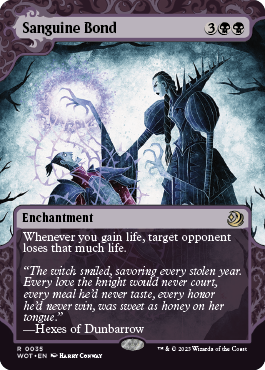 Sanguine Bond 3
Enchantment
Whenever you gain life, target opponent
loses that much life.
“The witch smiled, savoring every stolen year.
Every love the knight would never court,
every meal he’d never taste, every honor
he’d never win, was sweet as honey on her
tongue.”
—Hexes of Dunbarrow
R 0035
WOT • EN Harry Conway
™ & © 2023 Wizards of the Coast